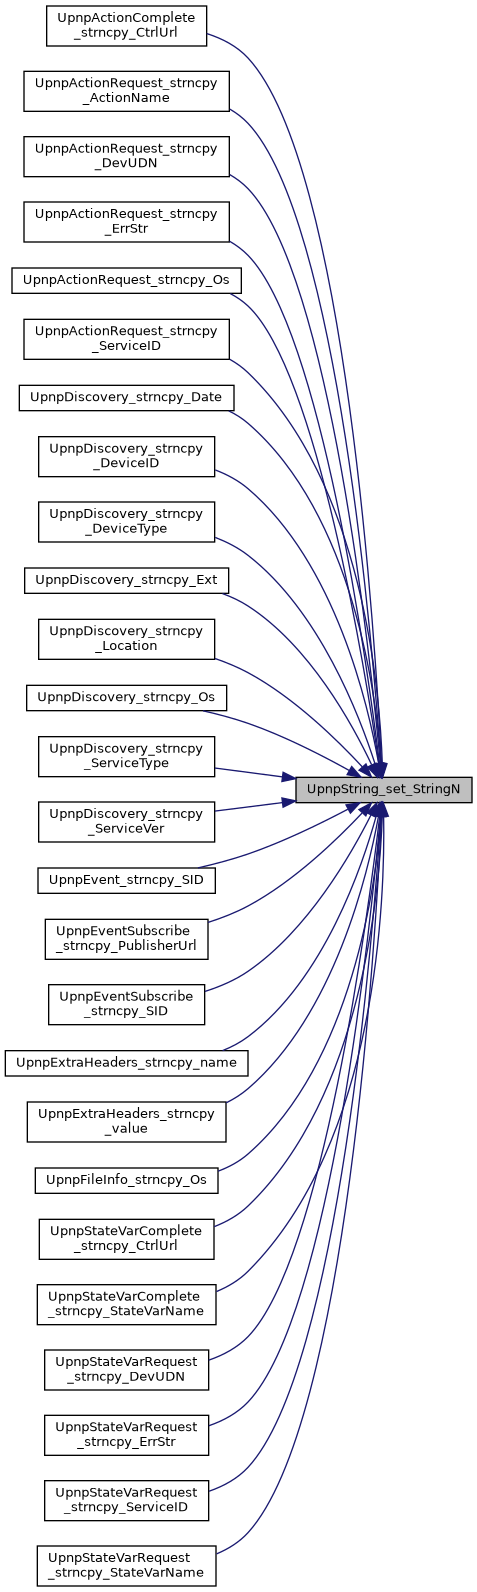 UpnpActionComplete
_strncpy_CtrlUrl
UpnpActionRequest_strncpy
_ActionName
UpnpActionRequest_strncpy
_DevUDN
UpnpActionRequest_strncpy
_ErrStr
UpnpActionRequest_strncpy_Os
UpnpActionRequest_strncpy
_ServiceID
UpnpDiscovery_strncpy_Date
UpnpDiscovery_strncpy
_DeviceID
UpnpDiscovery_strncpy
_DeviceType
UpnpDiscovery_strncpy_Ext
UpnpDiscovery_strncpy
_Location
UpnpDiscovery_strncpy_Os
UpnpDiscovery_strncpy
_ServiceType
UpnpString_set_StringN
UpnpDiscovery_strncpy
_ServiceVer
UpnpEvent_strncpy_SID
UpnpEventSubscribe
_strncpy_PublisherUrl
UpnpEventSubscribe
_strncpy_SID
UpnpExtraHeaders_strncpy_name
UpnpExtraHeaders_strncpy
_value
UpnpFileInfo_strncpy_Os
UpnpStateVarComplete
_strncpy_CtrlUrl
UpnpStateVarComplete
_strncpy_StateVarName
UpnpStateVarRequest
_strncpy_DevUDN
UpnpStateVarRequest
_strncpy_ErrStr
UpnpStateVarRequest
_strncpy_ServiceID
UpnpStateVarRequest
_strncpy_StateVarName